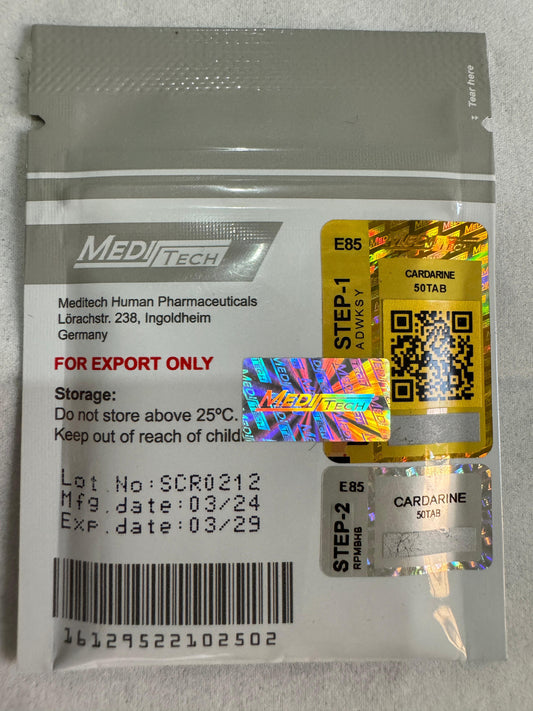 Tear here
MEDITECH
Meditech Human Pharmaceuticals
Lörachstr. 238, Ingoldheim
Germany
FOR EXPORT ONLY
Storage:
Do not store above 25ºC.
Keep out of reach of child
Lot No:SCR0212
Mfg.date:03/24
Exp.date:03/29
16129522102502
E85
STEP-1
ADWKSY
CARDARINE
50TAB
MEDITECH
E85
STEP-2
RPMBHB
CARDARINE
50TAB